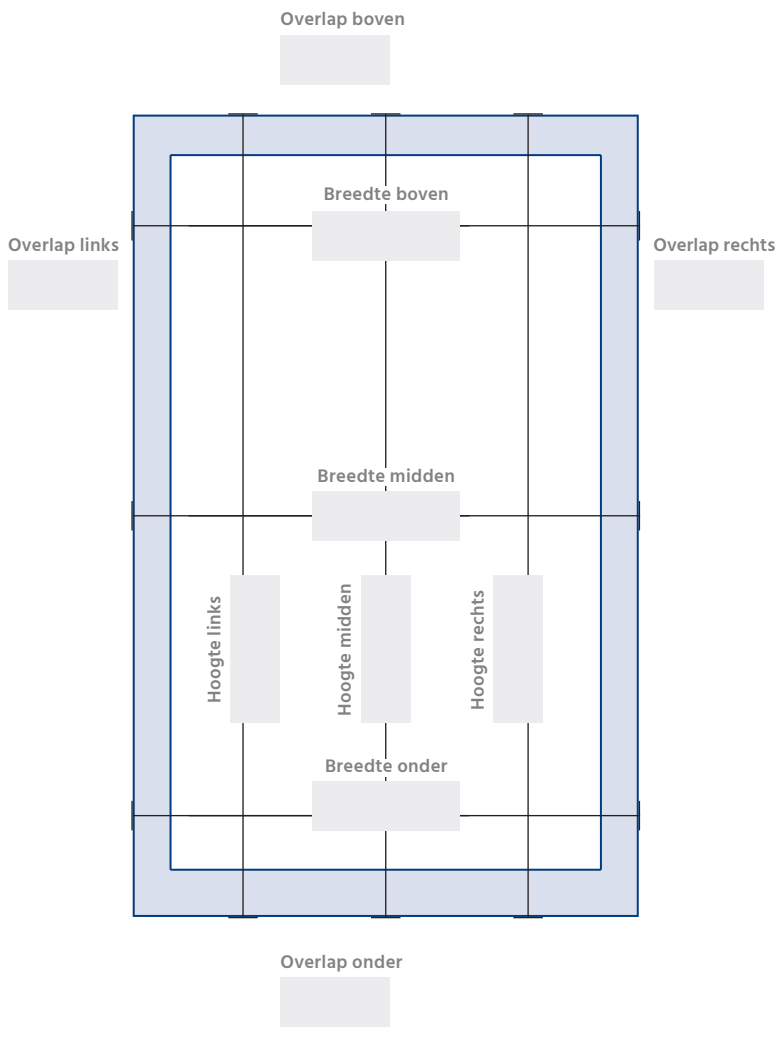 Overlap boven
Breedte boven
Overlap links
Overlap rechts
Breedte midden
Hoogte links
Hoogte midden
Hoogte rechts
Breedte onder
Overlap onder